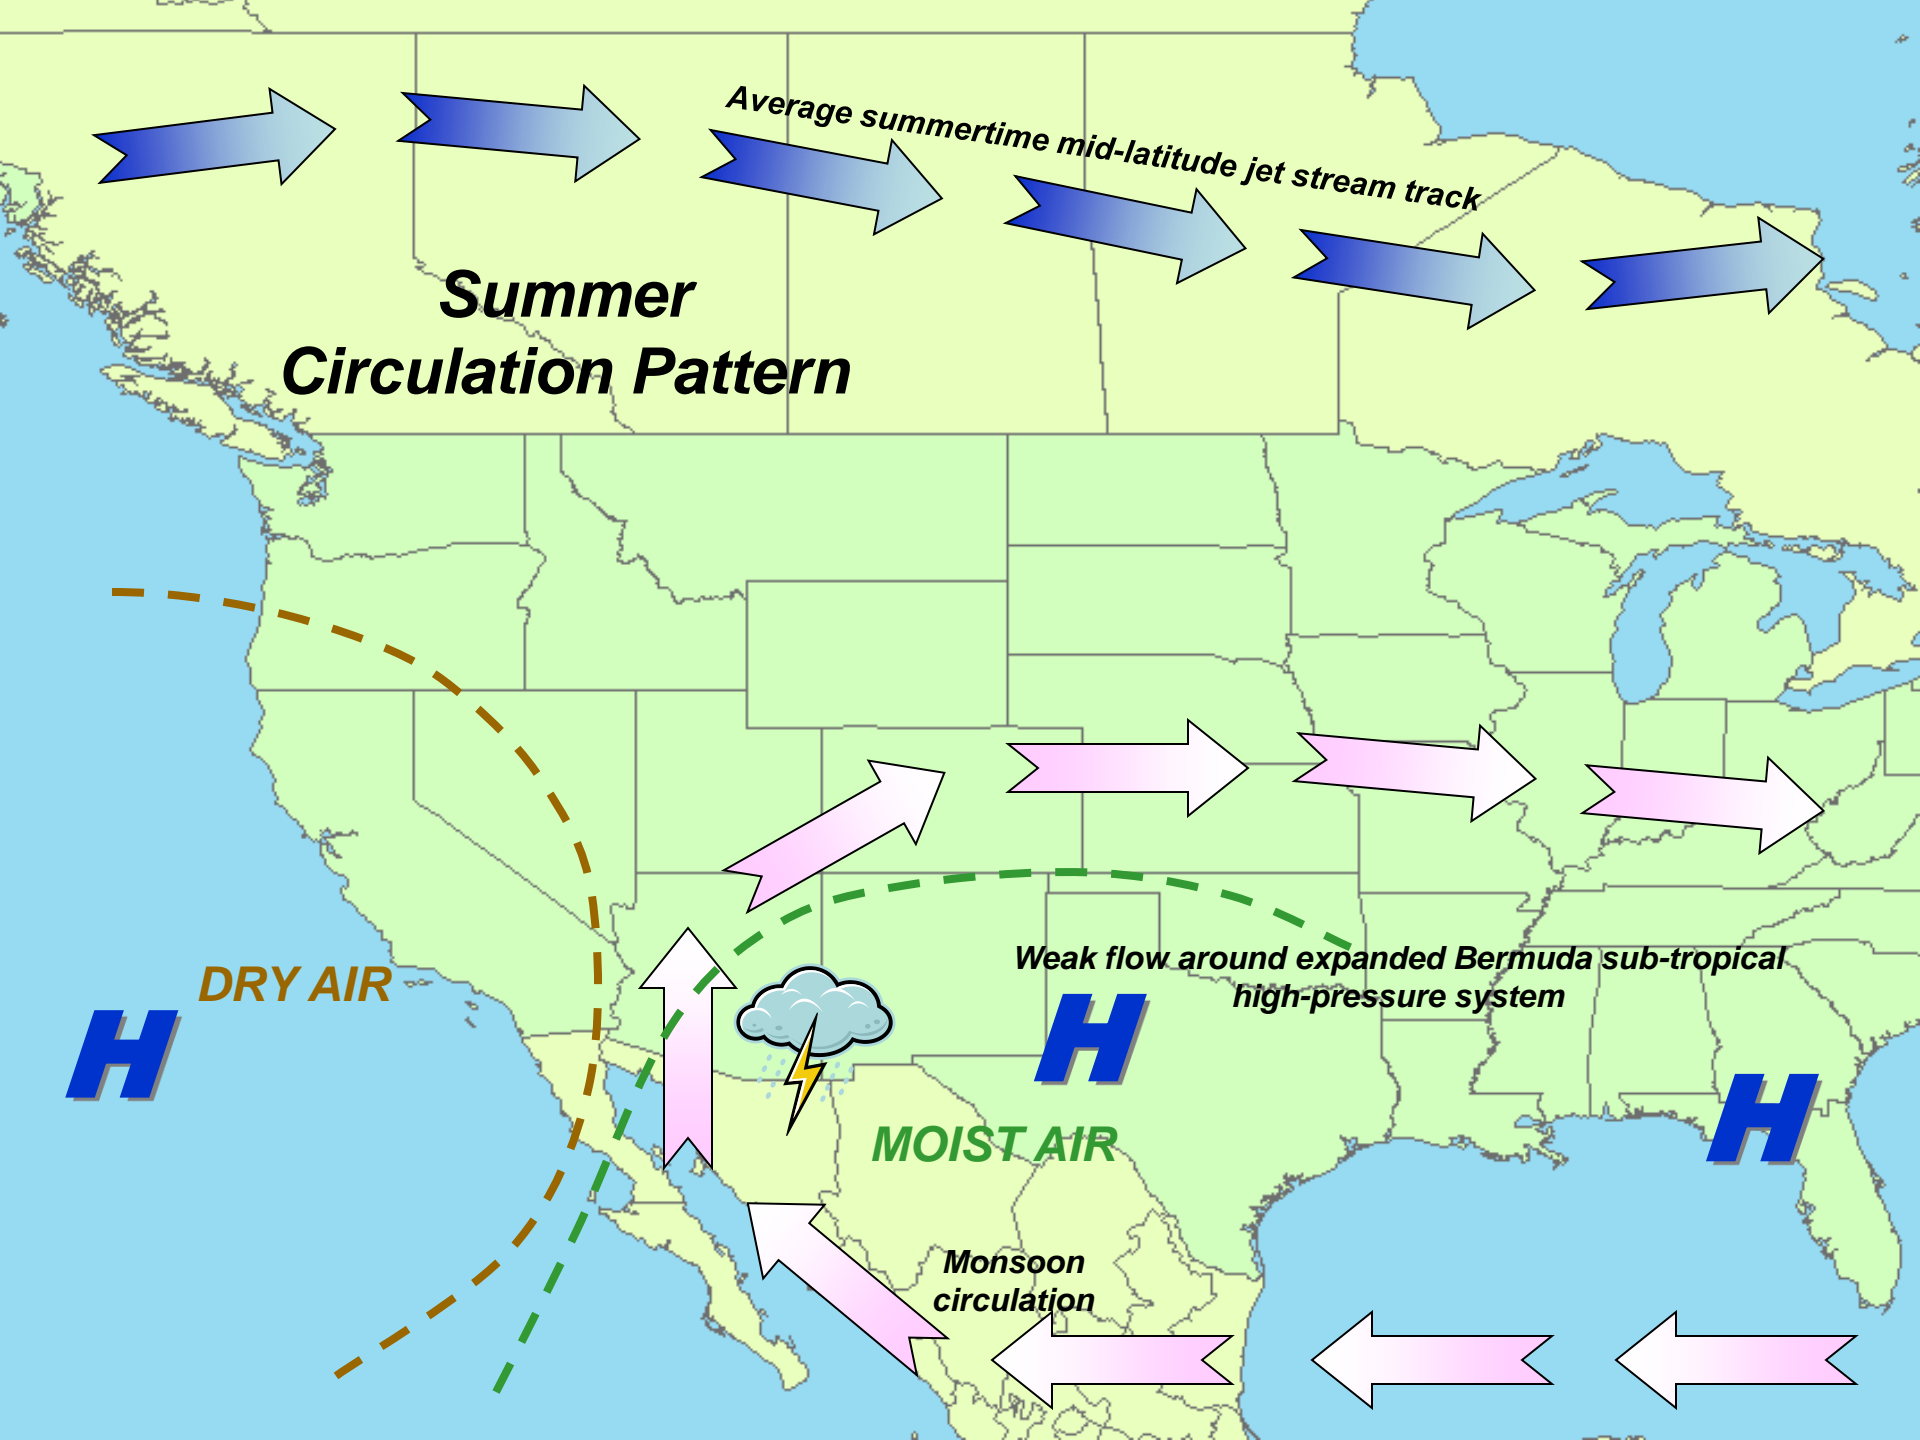 Average summertime mid-latitude jet stream track
Summer
Circulation Pattern
DRY AIR
H
Weak flow around expanded Bermuda sub-tropical
high-pressure system
H
H
MOIST AIR
Monsoon
circulation